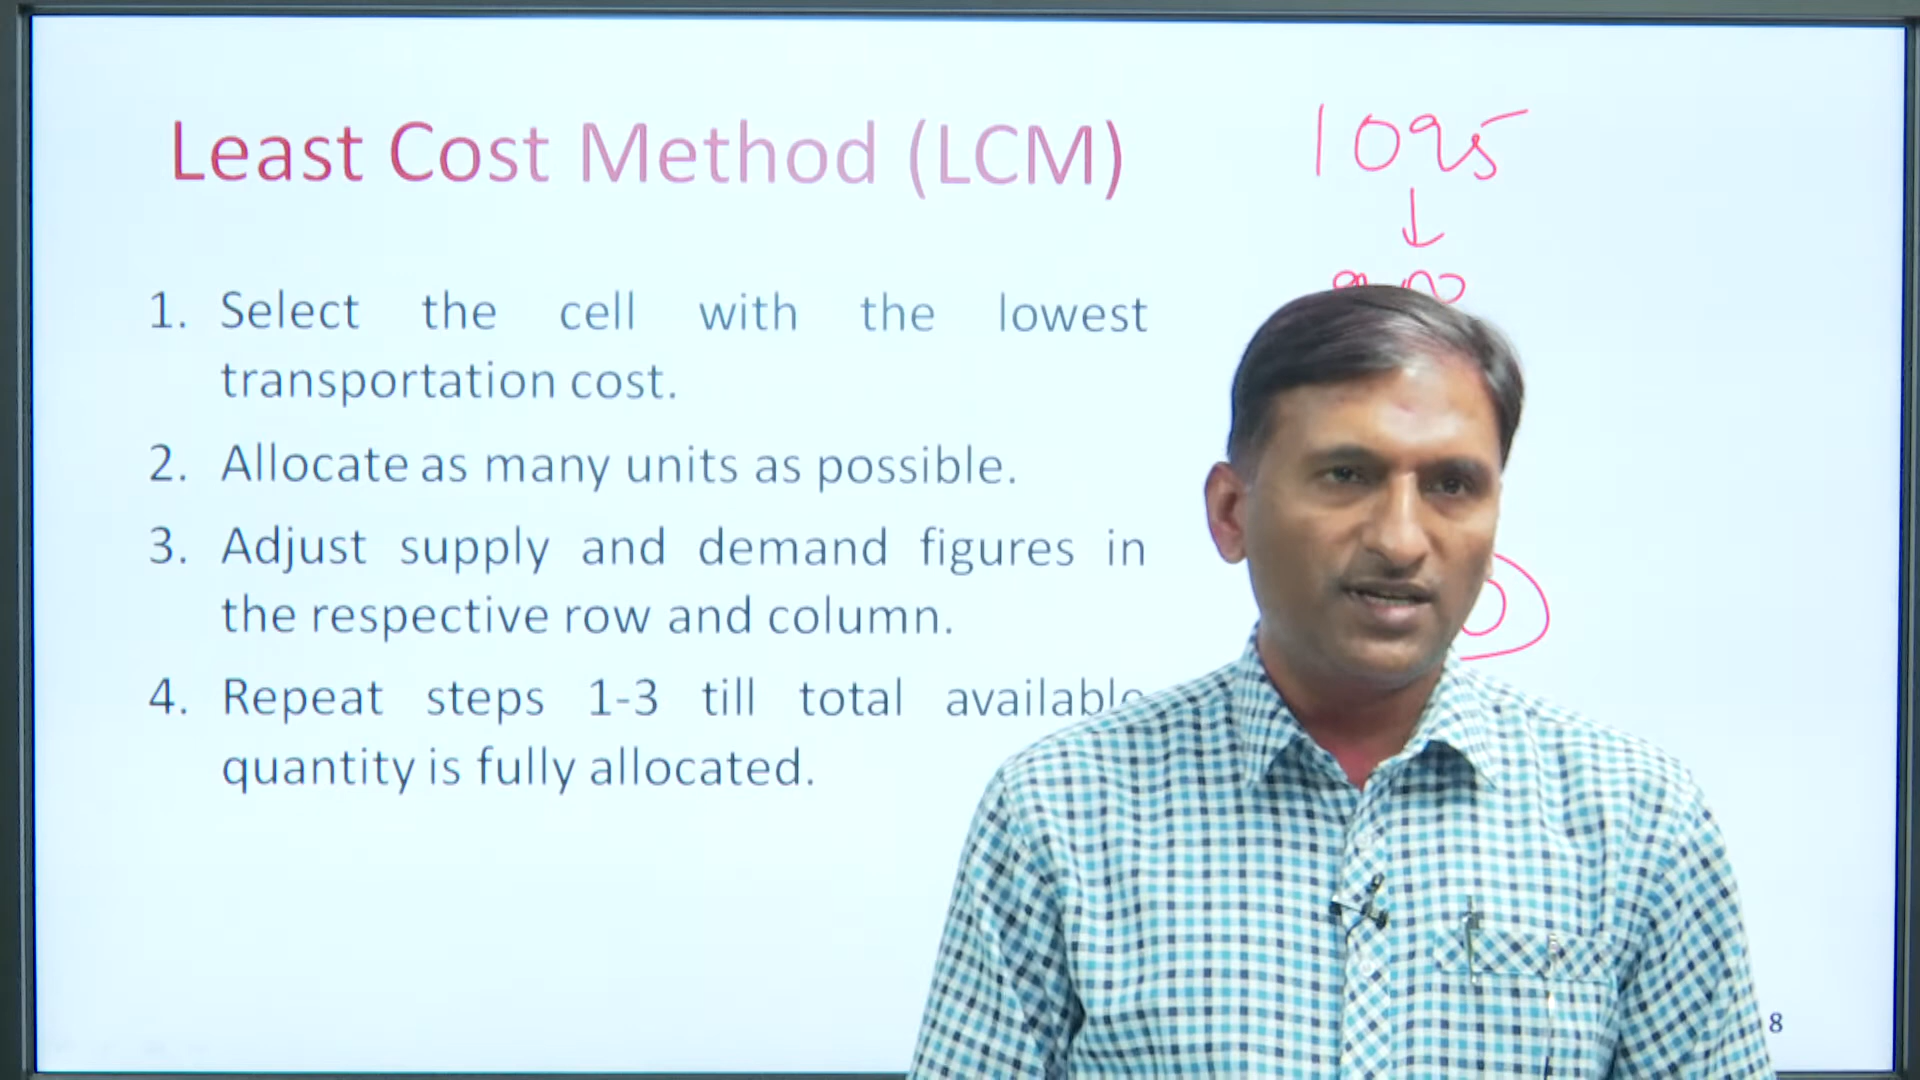 Least Cost Method (LCM)
1095
1. Select the cell with the lowest
transportation cost.
2. Allocate as many units as possible.
3. Adjust supply and demand figures in
the respective row and column.
4. Repeat steps 1-3 till total available
quantity is fully allocated.
8